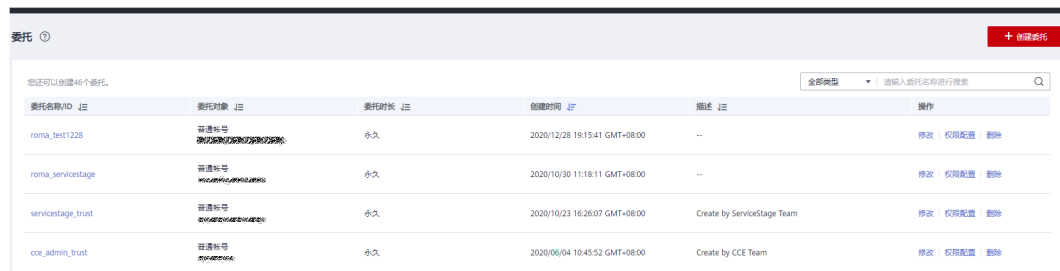 委托
+ 创建委托
您还可以创建46个委托。
全部类型 请输入委托名称进行搜索
委托名称/ID 委托对象 委托时长 创建时间 描述 操作
普通帐号
roma_test1228 永久 2020/12/28 19:15:41 GMT+08:00 -- 修改 权限配置 删除
普通帐号
roma_servicestage 永久 2020/10/30 11:18:11 GMT+08:00 -- 修改 权限配置 删除
普通帐号
servicestage_trust 永久 2020/10/23 16:26:07 GMT+08:00 Create by ServiceStage Team 修改 权限配置 删除
普通帐号
cce_admin_trust 永久 2020/06/04 10:45:52 GMT+08:00 Create by CCE Team 修改 权限配置 删除